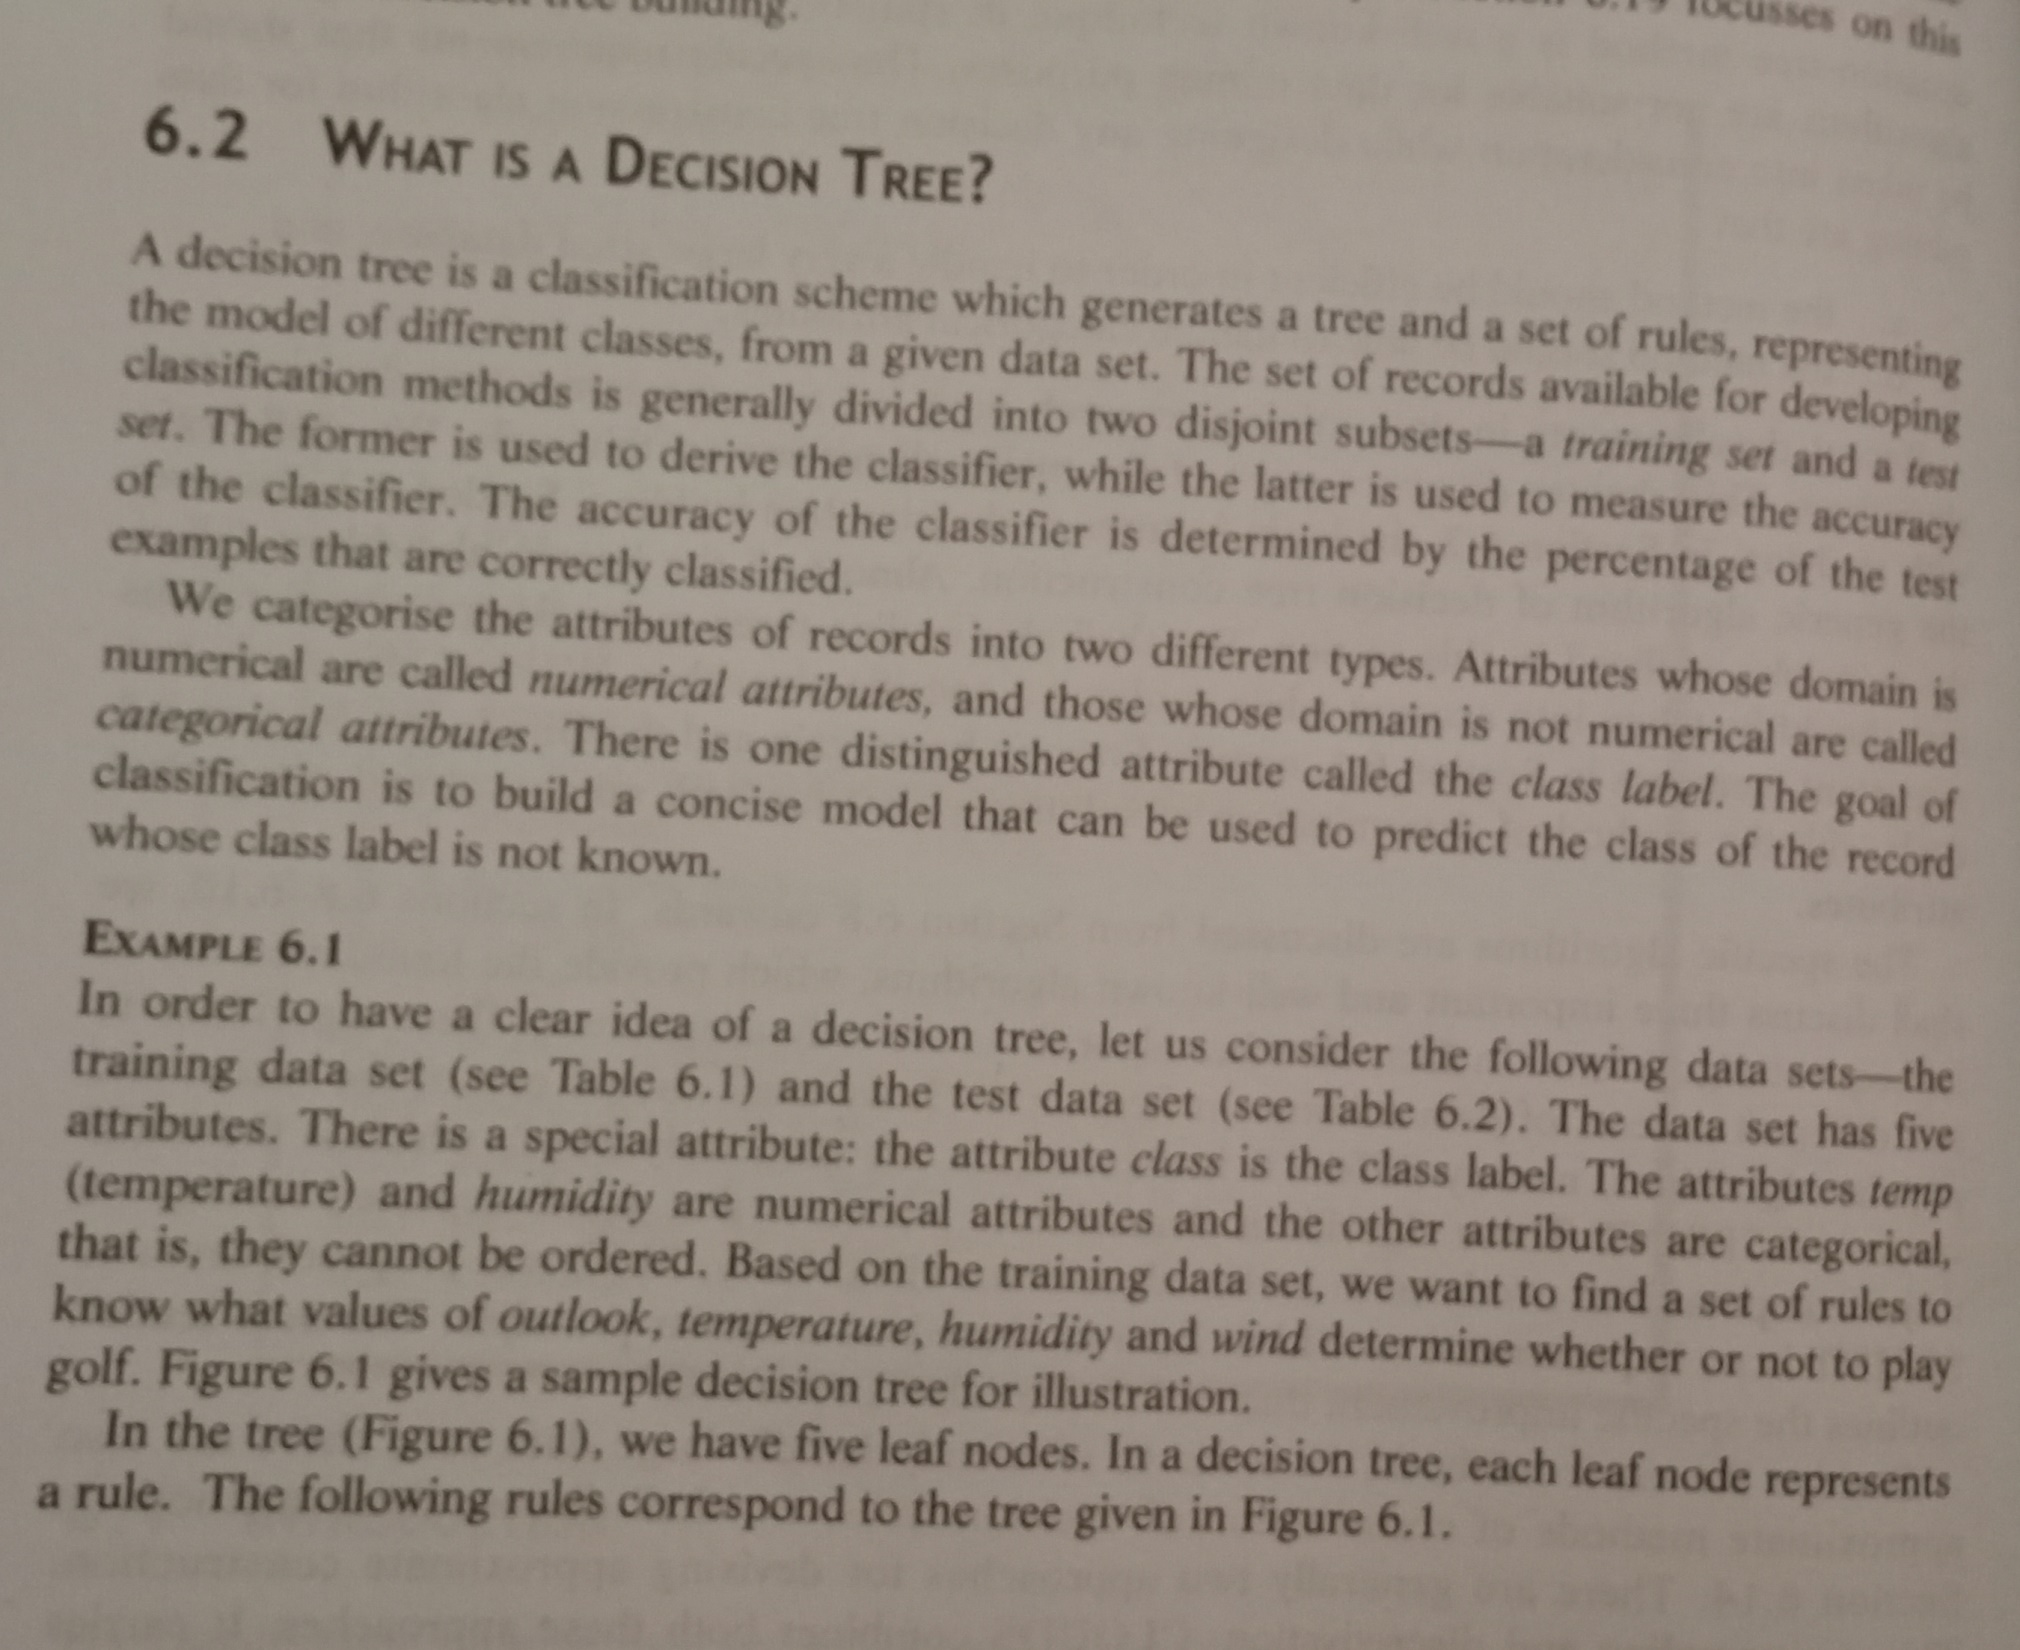 building.
focusses on this
6.2 WHAT IS A DECISION TREE?
A decision tree is a classification scheme which generates a tree and a set of rules, representing
the model of different classes, from a given data set. The set of records available for developing
classification methods is generally divided into two disjoint subsets—a training set and a test
set. The former is used to derive the classifier, while the latter is used to measure the accuracy
of the classifier. The accuracy of the classifier is determined by the percentage of the test
examples that are correctly classified.
We categorise the attributes of records into two different types. Attributes whose domain is
numerical are called numerical attributes, and those whose domain is not numerical are called
categorical attributes. There is one distinguished attribute called the class label. The goal of
classification is to build a concise model that can be used to predict the class of the record
whose class label is not known.
EXAMPLE 6.1
In order to have a clear idea of a decision tree, let us consider the following data sets—the
training data set (see Table 6.1) and the test data set (see Table 6.2). The data set has five
attributes. There is a special attribute: the attribute class is the class label. The attributes temp
(temperature) and humidity are numerical attributes and the other attributes are categorical,
that is, they cannot be ordered. Based on the training data set, we want to find a set of rules to
know what values of outlook, temperature, humidity and wind determine whether or not to play
golf. Figure 6.1 gives a sample decision tree for illustration.
In the tree (Figure 6.1), we have five leaf nodes. In a decision tree, each leaf node represents
a rule. The following rules correspond to the tree given in Figure 6.1.